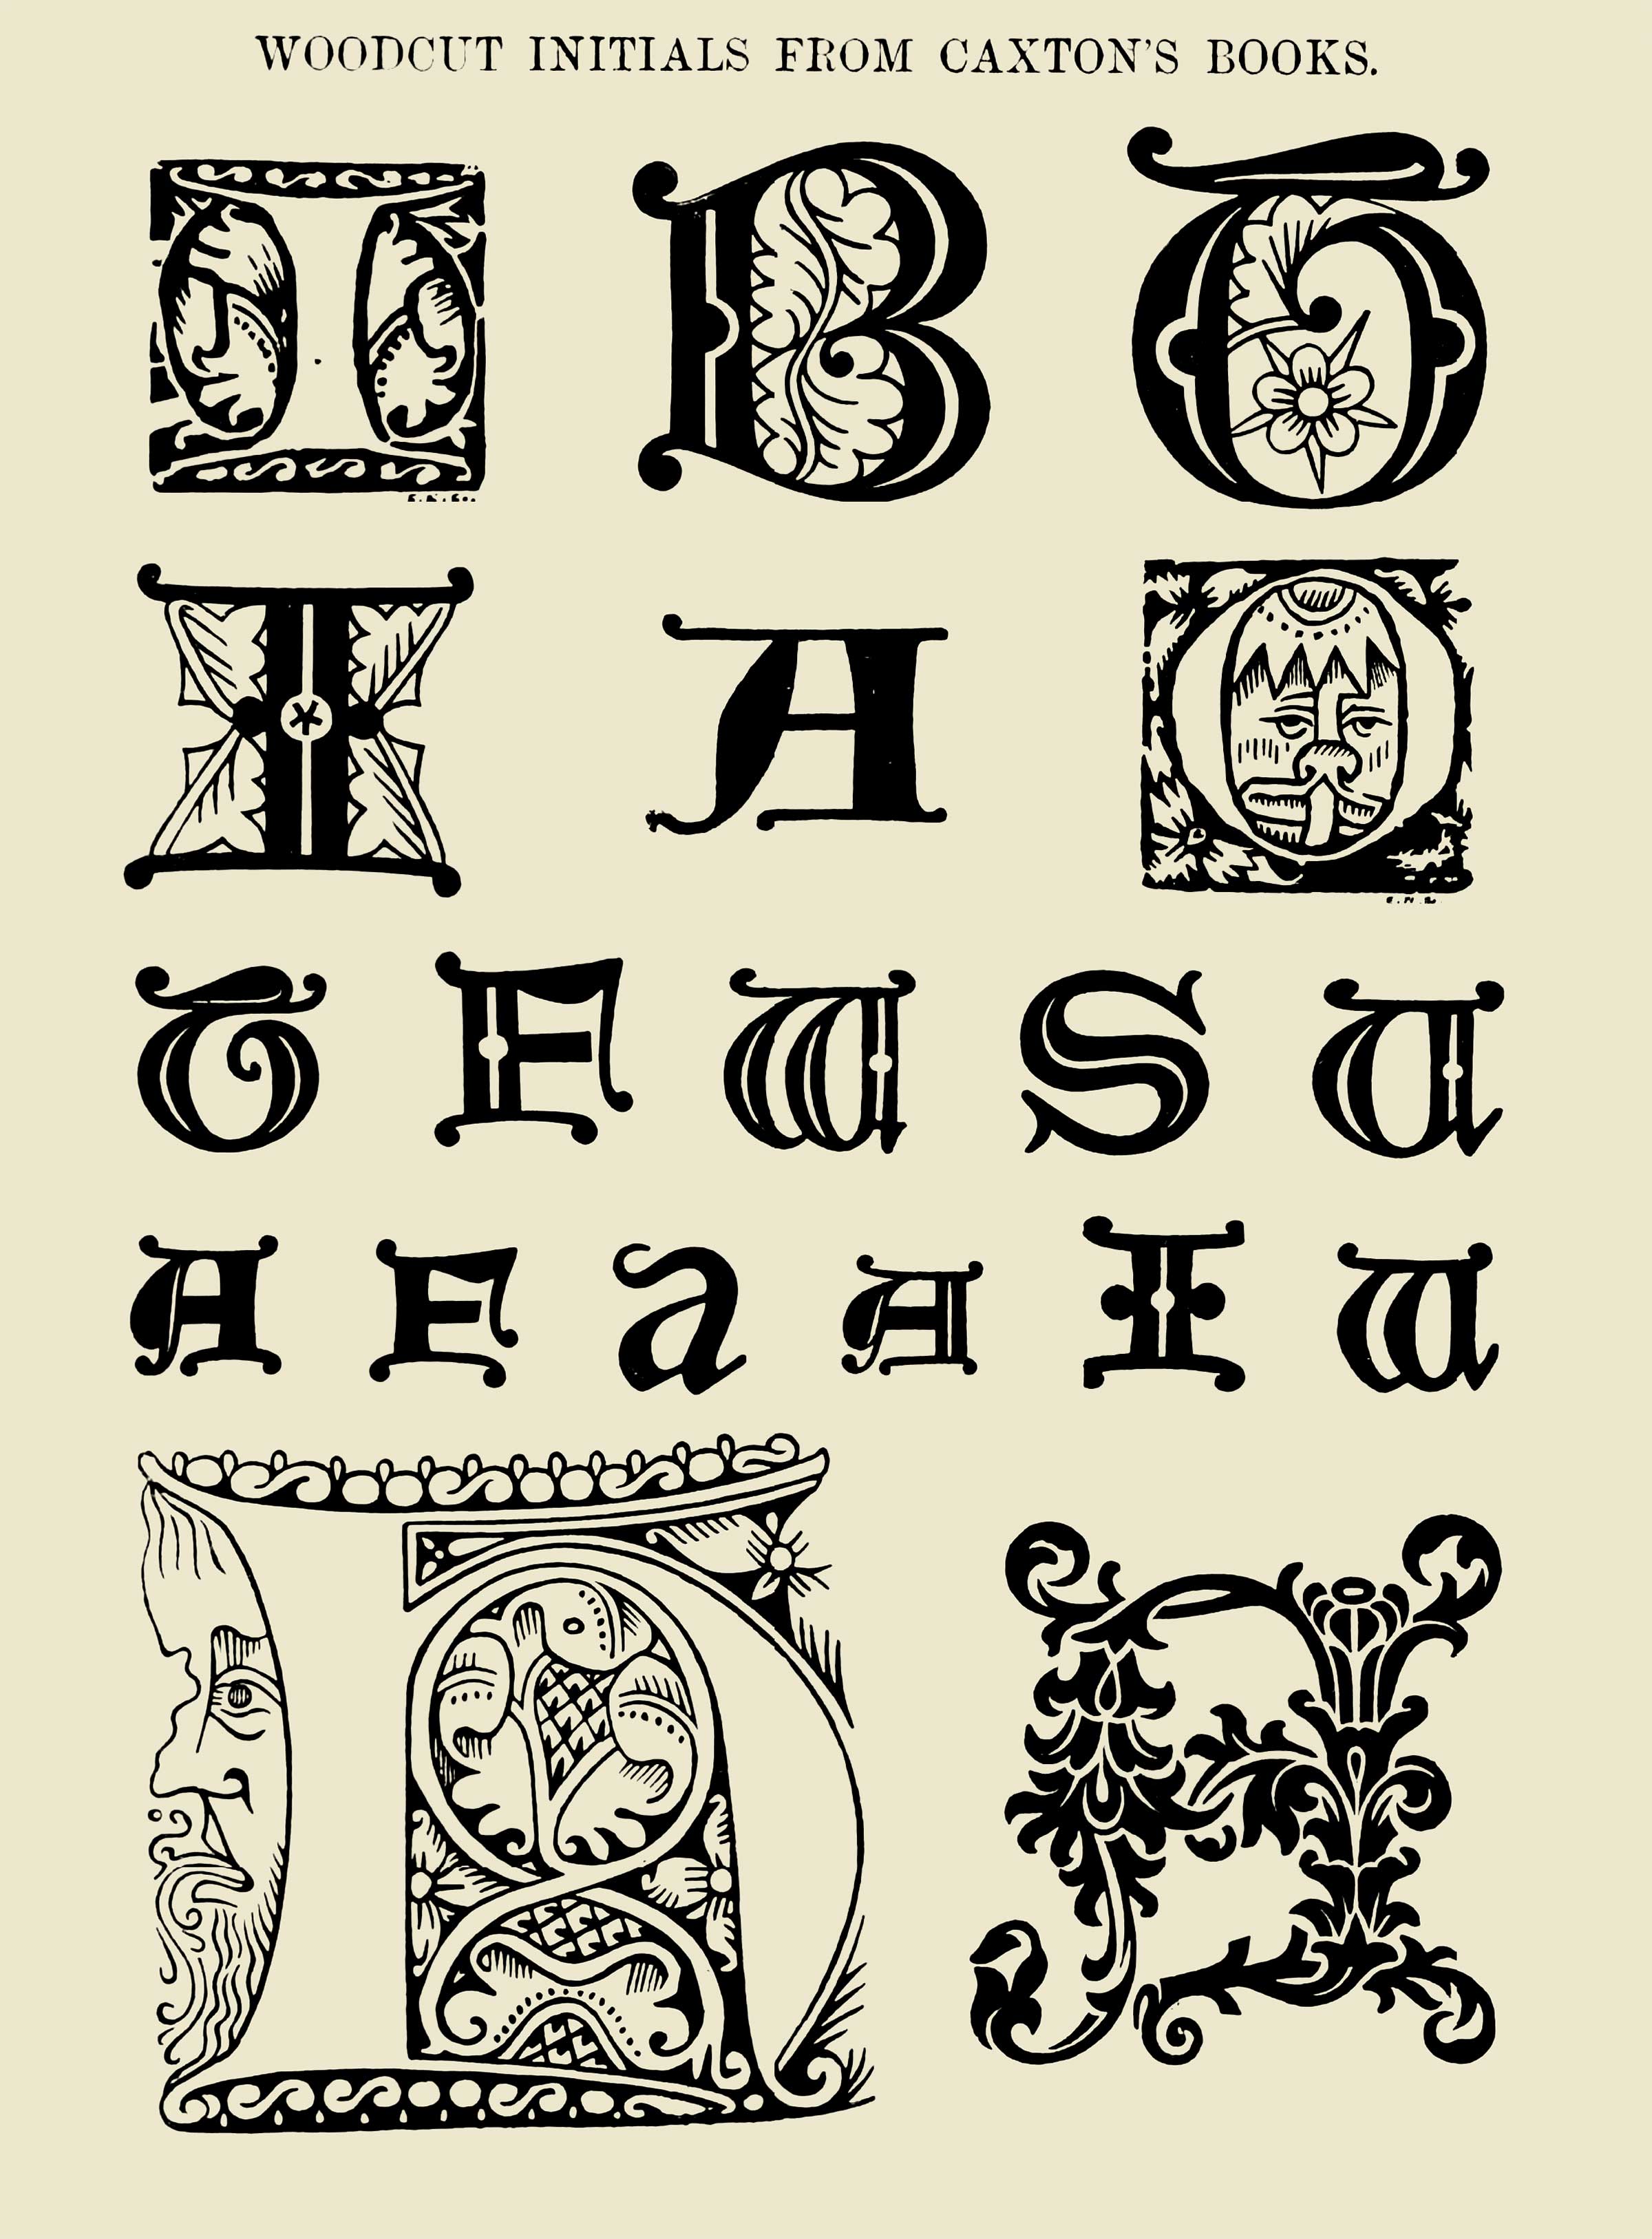 WOODCUT INITIALS FROM CAXTON'S BOOKS.
I B T
I A O
T F W S U
A F a A I W
D A